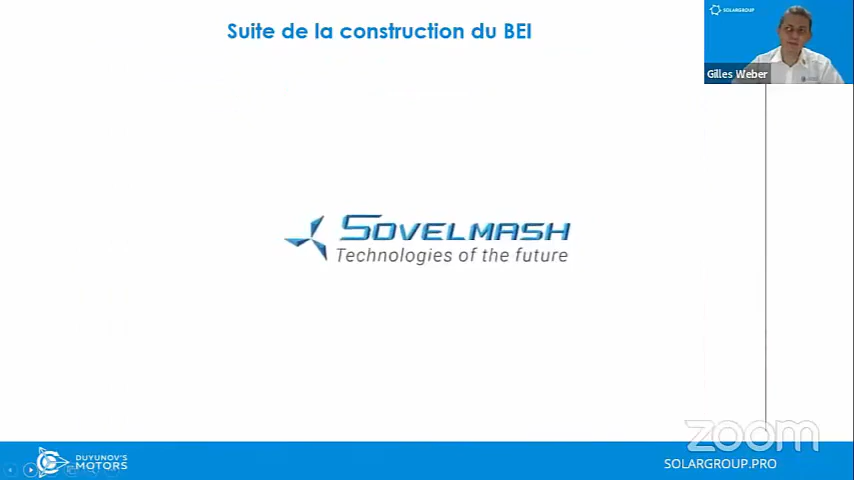 Suite de la construction du BEI
SOLARGROUP
Gilles Weber
SOVELMASH
Technologies of the future
zoom
DUYUNOV'S
MOTORS
SOLARGROUP.PRO